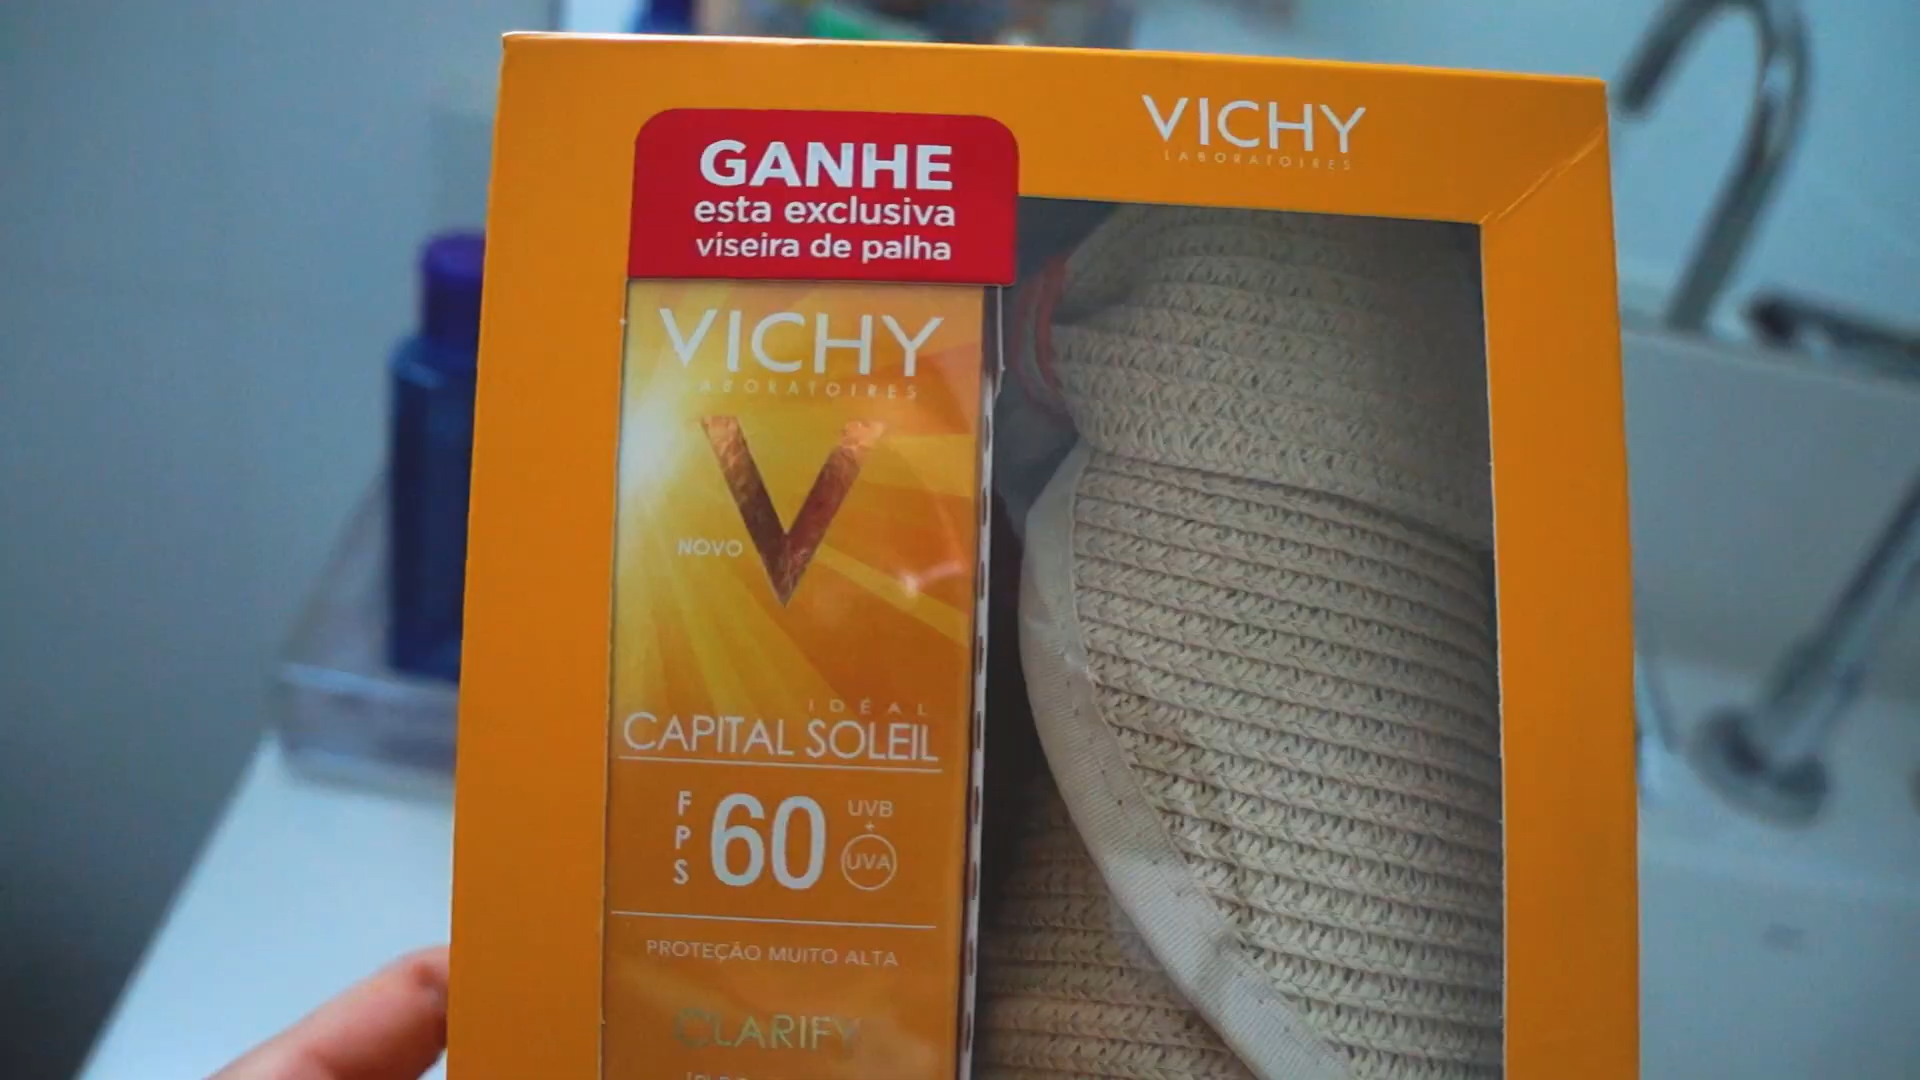 VICHY
LABORATOIRES
GANHE
esta exclusiva
viseira de palha
VICHY
LABORATOIRES
NOVO
IDÉAL
CAPITAL SOLEIL
FPS
60
UVB
+
UVA
PROTEÇÃO MUITO ALTA
CLARIFY